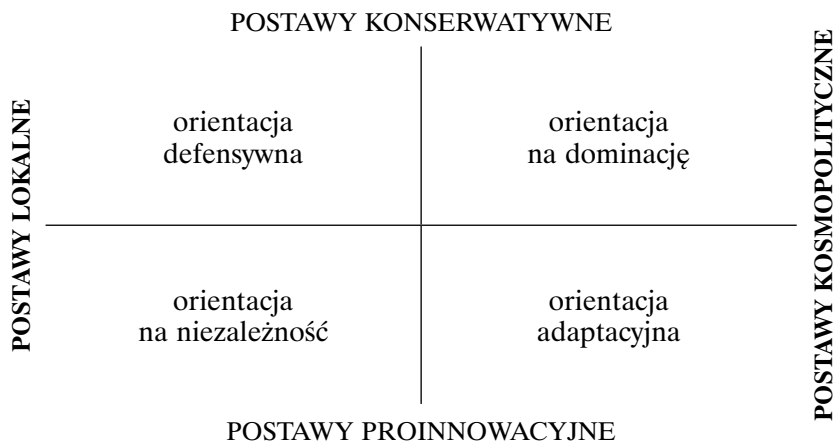 POSTAWY KONSERWATYWNE
POSTAWY LOKALNE
orientacja
defensywna
orientacja
na dominację
POSTAWY KOSMOPOLITYCZNE
orientacja
na niezależność
orientacja
adaptacyjna
POSTAWY PROINNOWACYJNE